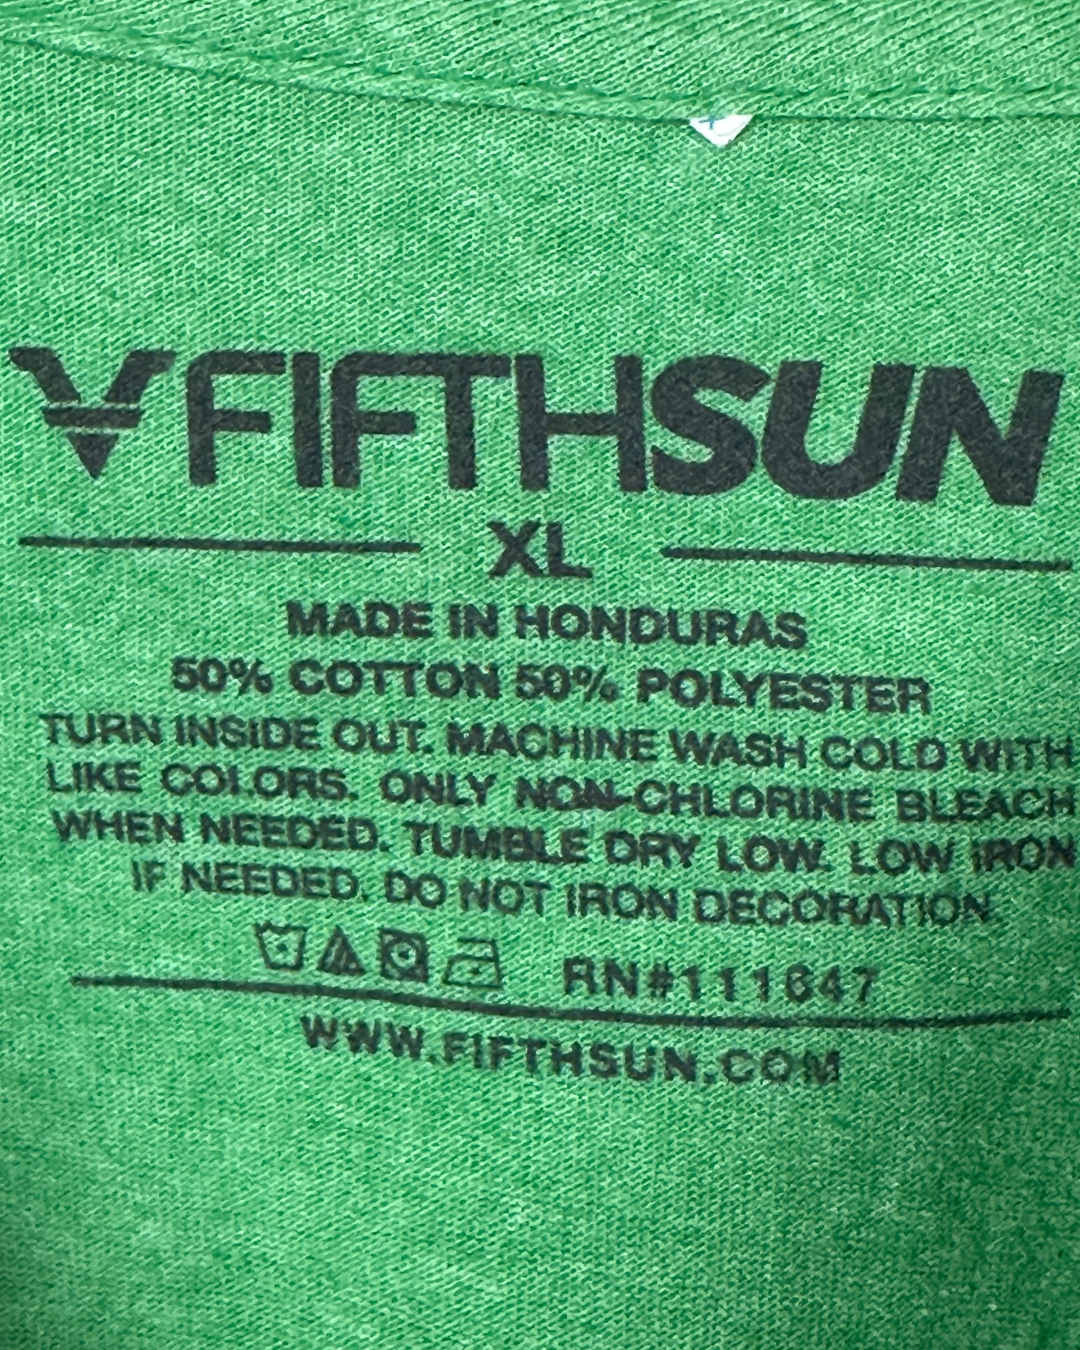 FIFTHSUN
XL
MADE IN HONDURAS
50% COTTON 50% POLYESTER
TURN INSIDE OUT. MACHINE WASH COLD WITH
LIKE COLORS. ONLY NON-CHLORINE BLEACH
WHEN NEEDED. TUMBLE DRY LOW. LOW IRON
IF NEEDED. DO NOT IRON DECORATION.
RN#111647
WWW.FIFTHSUN.COM